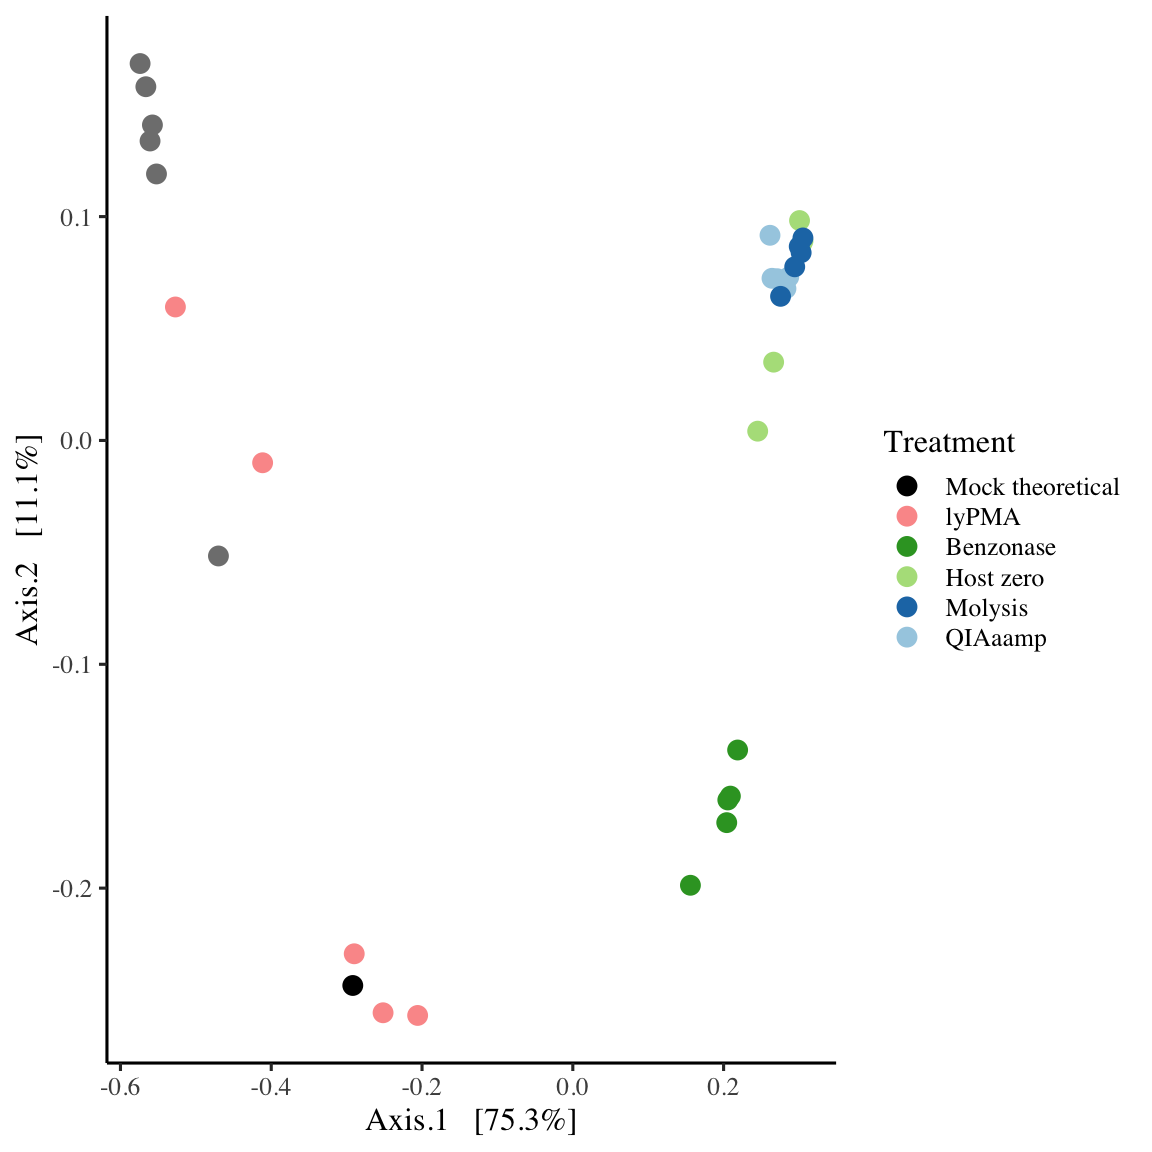 0.1
0.0
-0.1
-0.2
Axis.2 [11.1%]
-0.6
-0.4
-0.2
0.0
0.2
Axis.1 [75.3%]
Treatment
Mock theoretical
lyPMA
Benzonase
Host zero
Molysis
QIAaamp